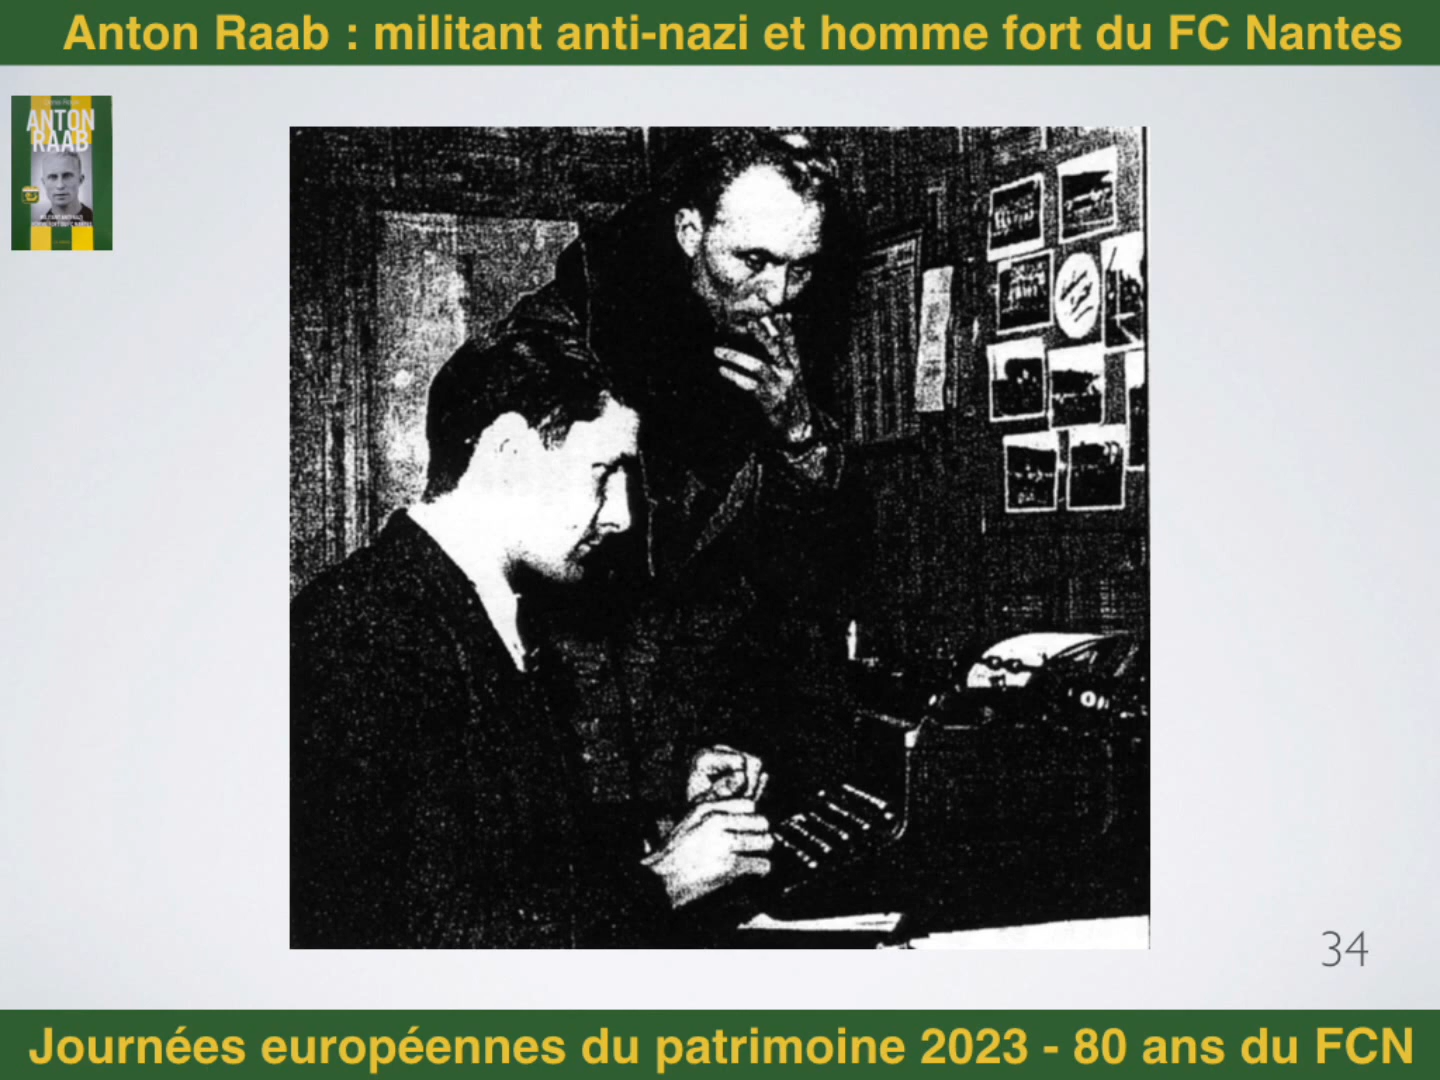 Anton Raab : militant anti-nazi et homme fort du FC Nantes
ANTON
RAAB
34
Journées européennes du patrimoine 2023 - 80 ans du FCN